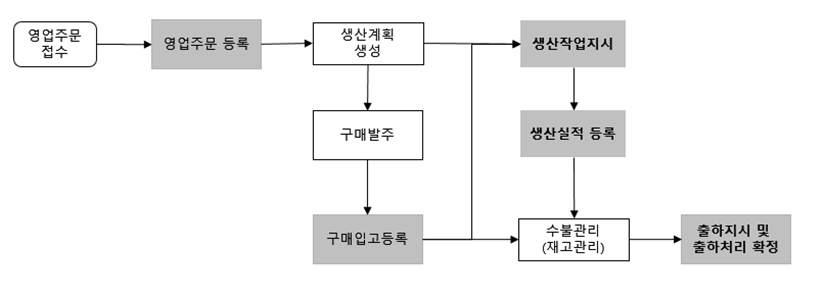 영업주문
접수
영업주문 등록
생산계획
생성
생산작업지시
구매발주
생산실적 등록
구매입고등록
수불관리
(재고관리)
출하지시 및
출하처리 확정